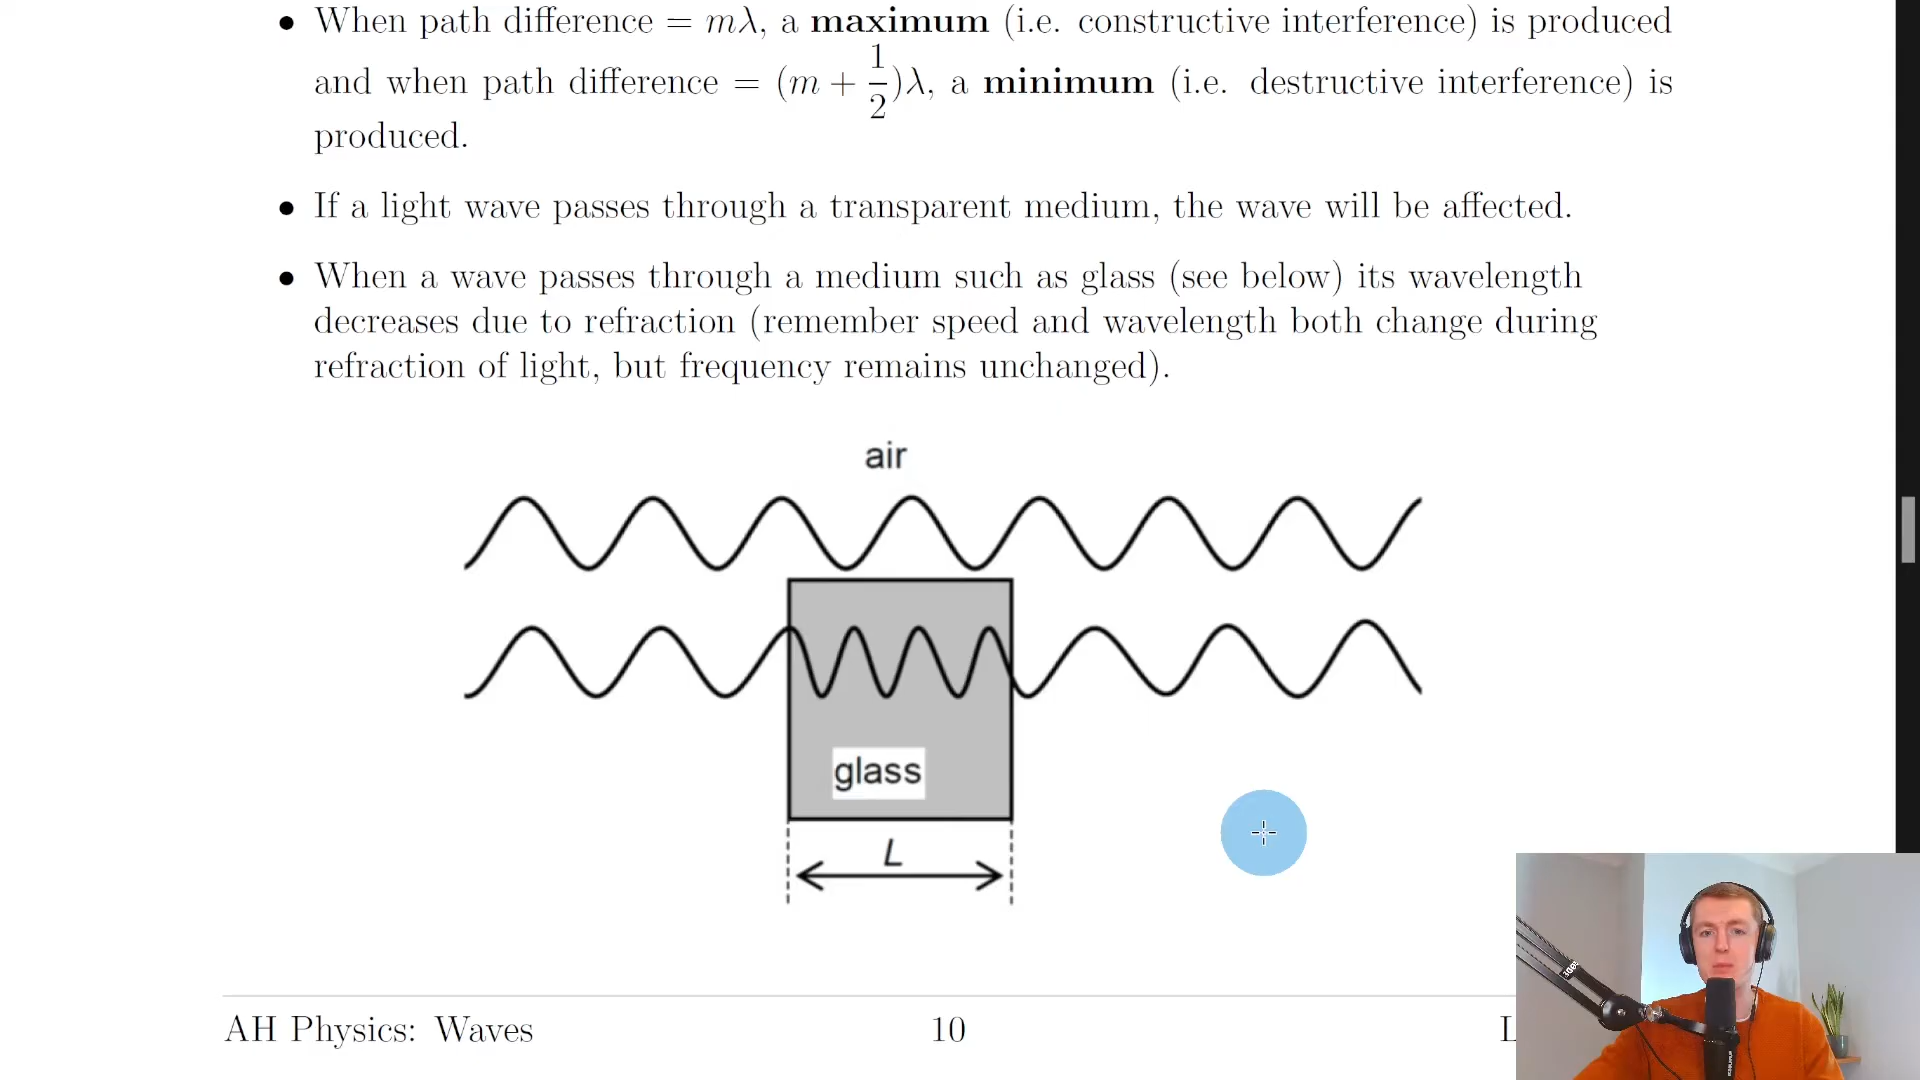 • When path difference = mλ, a maximum (i.e. constructive interference) is produced
and when path difference = (m + 1/2)λ, a minimum (i.e. destructive interference) is
produced.
• If a light wave passes through a transparent medium, the wave will be affected.
• When a wave passes through a medium such as glass (see below) its wavelength
decreases due to refraction (remember speed and wavelength both change during
refraction of light, but frequency remains unchanged).
air
glass
L
AH Physics: Waves 10 L